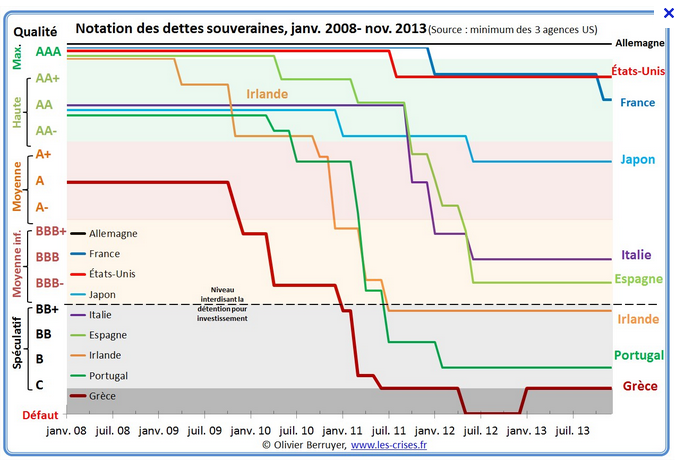 Notation des dettes souveraines, janv. 2008- nov. 2013 (Source : minimum des 3 agences US)
Qualité
Max.
AAA
Haute
AA+
AA
AA-
Moyenne
A+
A
A-
Moyenne inf.
BBB+
BBB
BBB-
Spéculatif
BB+
BB
B
C
Défaut
Irlande
Allemagne
États-Unis
France
Japon
Italie
Espagne
Irlande
Portugal
Grèce
Allemagne
France
États-Unis
Japon
Italie
Espagne
Irlande
Portugal
Grèce
Niveau
interdisant la
détention pour
investissement
janv. 08 juil. 08 janv. 09 juil. 09 janv. 10 juil. 10 janv. 11 juil. 11 janv. 12 juil. 12 janv. 13 juil. 13
© Olivier Berruyer, www.les-crises.fr